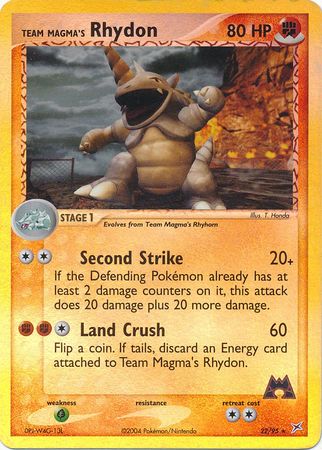 TEAM MAGMA'S Rhydon 80 HP
Illus. T. Honda
STAGE 1
Evolves from Team Magma's Rhyhorn
Second Strike 20+
If the Defending Pokémon already has
at least 2 damage counters on it, this attack
does 20 damage plus 20 more damage.
Land Crush 60
Flip a coin. If tails, discard an Energy card
attached to Team Magma's Rhydon.
weakness resistance retreat cost
©2004 Pokémon/Nintendo
22/95 ★